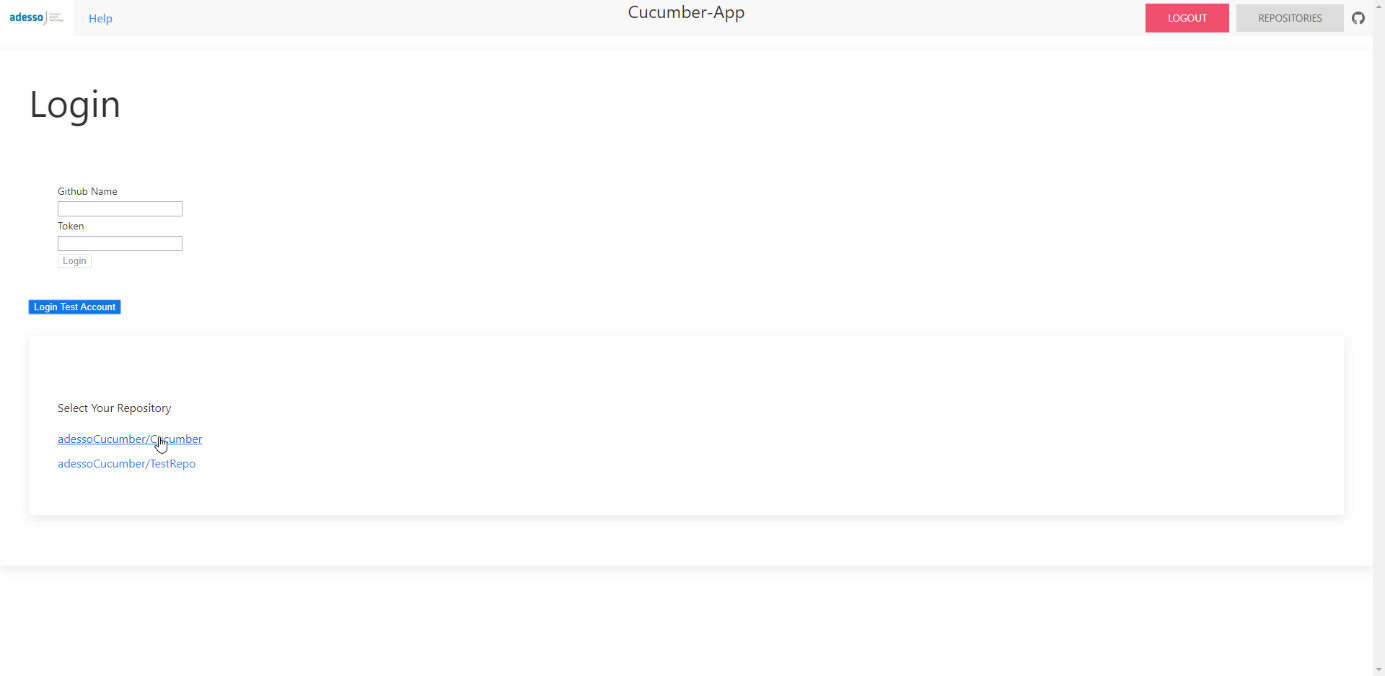 adesso
Help
Cucumber-App
LOGOUT
REPOSITORIES
Login
Github Name
Token
Login
Login Test Account
Select Your Repository
adessoCucumber/Cucumber
adessoCucumber/TestRepo